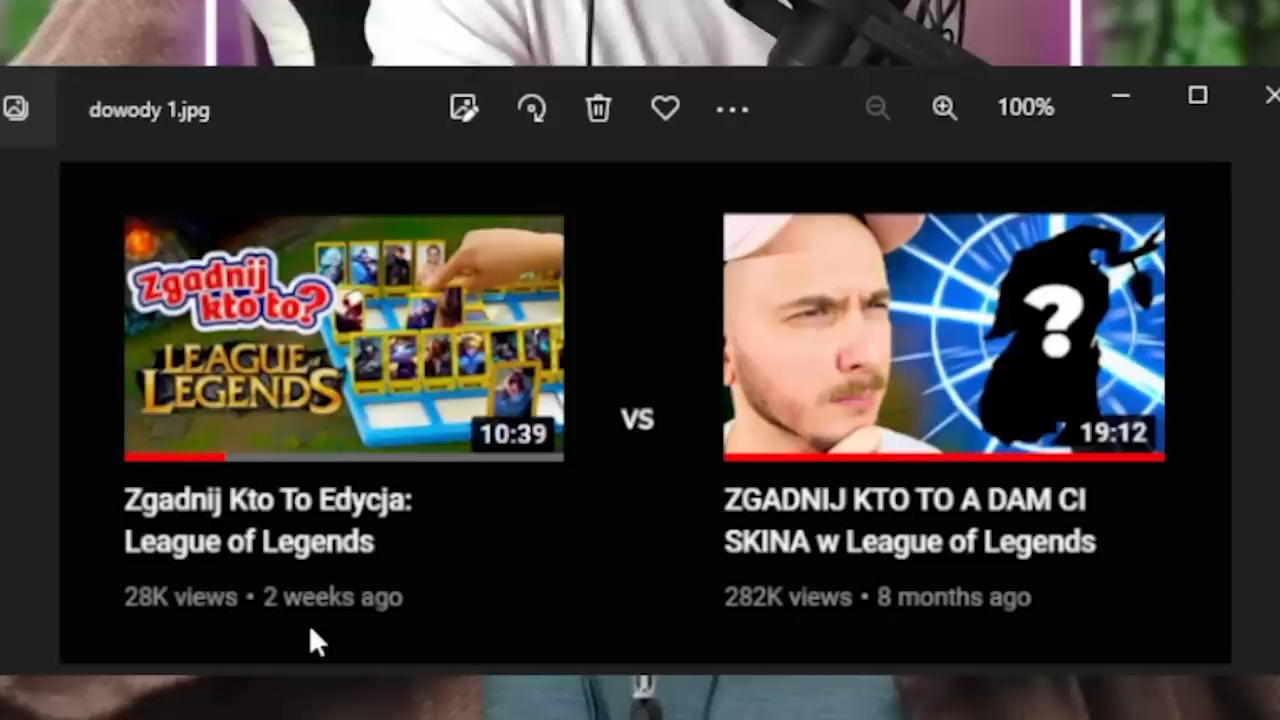 dowody 1.jpg
100%
Zgadnij
kto to?
LEAGUE OF
LEGENDS
10:39
VS
?
19:12
Zgadnij Kto To Edycja:
League of Legends
28K views • 2 weeks ago
ZGADNIJ KTO TO A DAM CI
SKINA w League of Legends
282K views • 8 months ago